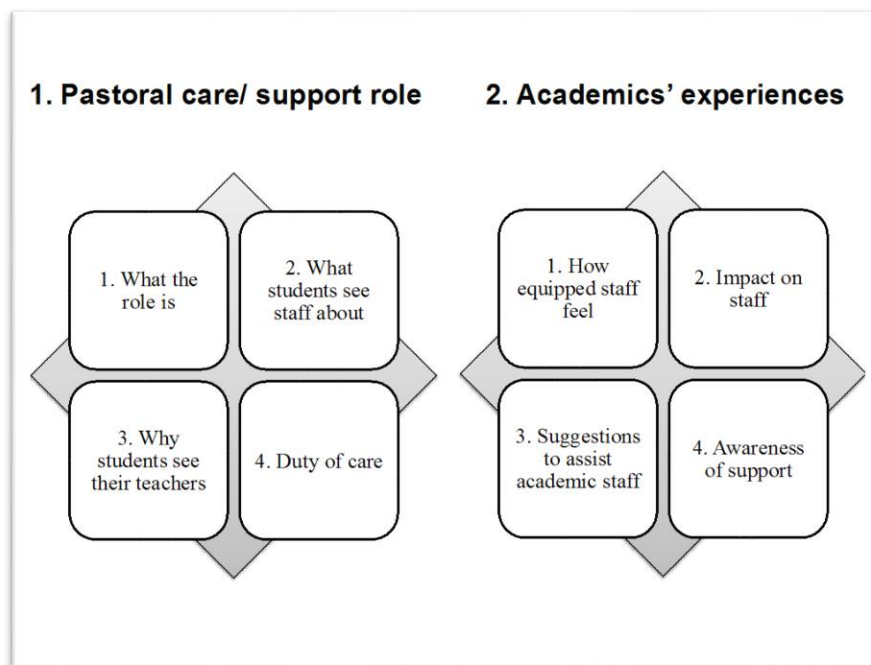 1. Pastoral care/ support role
2. Academics’ experiences
1. What the
role is
2. What
students see
staff about
3. Why
students see
their teachers
4. Duty of care
1. How
equipped staff
feel
2. Impact on
staff
3. Suggestions
to assist
academic staff
4. Awareness
of support